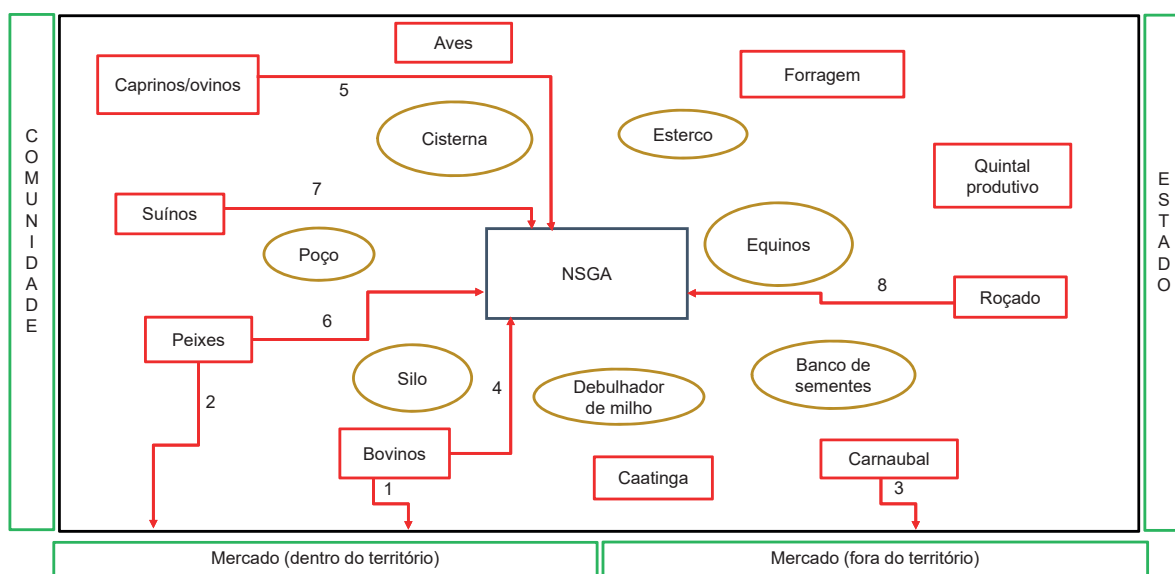 COMUNIDADE
Aves
Caprinos/ovinos
5
Forragem
Cisterna
Esterco
Quintal
produtivo
Suínos
7
Poço
NSGA
Equinos
8
Roçado
6
Peixes
2
Silo
4
Debulhador
de milho
Banco de
sementes
Bovinos
1
Caatinga
Carnaubal
3
ESTADO
Mercado (dentro do território)
Mercado (fora do território)